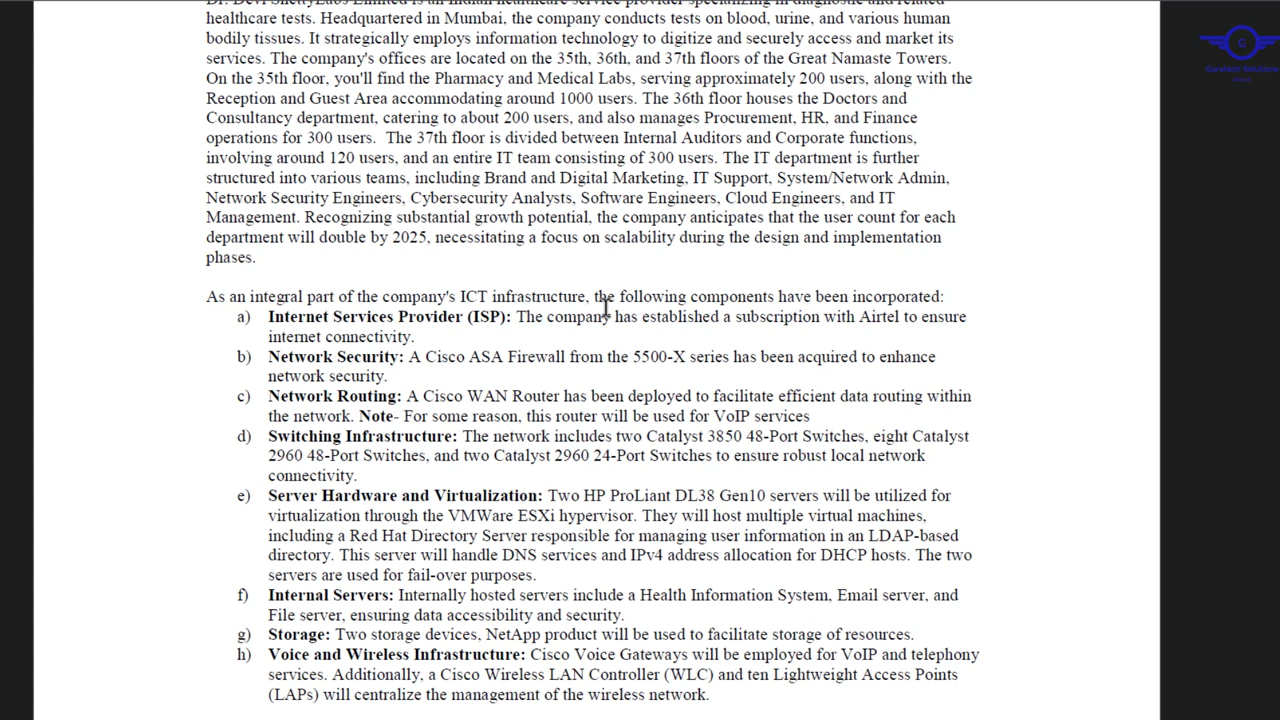 Dr. Devi ShettyLabs Limited is an Indian healthcare service provider specializing in diagnostic and related
healthcare tests. Headquartered in Mumbai, the company conducts tests on blood, urine, and various human
bodily tissues. It strategically employs information technology to digitize and securely access and market its
services. The company's offices are located on the 35th, 36th, and 37th floors of the Great Namaste Towers.
On the 35th floor, you'll find the Pharmacy and Medical Labs, serving approximately 200 users, along with the
Reception and Guest Area accommodating around 1000 users. The 36th floor houses the Doctors and
Consultancy department, catering to about 200 users, and also manages Procurement, HR, and Finance
operations for 300 users.  The 37th floor is divided between Internal Auditors and Corporate functions,
involving around 120 users, and an entire IT team consisting of 300 users. The IT department is further
structured into various teams, including Brand and Digital Marketing, IT Support, System/Network Admin,
Network Security Engineers, Cybersecurity Analysts, Software Engineers, Cloud Engineers, and IT
Management. Recognizing substantial growth potential, the company anticipates that the user count for each
department will double by 2025, necessitating a focus on scalability during the design and implementation
phases.
As an integral part of the company's ICT infrastructure, the following components have been incorporated:
a) Internet Services Provider (ISP): The company has established a subscription with Airtel to ensure
internet connectivity.
b) Network Security: A Cisco ASA Firewall from the 5500-X series has been acquired to enhance
network security.
c) Network Routing: A Cisco WAN Router has been deployed to facilitate efficient data routing within
the network. Note- For some reason, this router will be used for VoIP services
d) Switching Infrastructure: The network includes two Catalyst 3850 48-Port Switches, eight Catalyst
2960 48-Port Switches, and two Catalyst 2960 24-Port Switches to ensure robust local network
connectivity.
e) Server Hardware and Virtualization: Two HP ProLiant DL38 Gen10 servers will be utilized for
virtualization through the VMWare ESXi hypervisor. They will host multiple virtual machines,
including a Red Hat Directory Server responsible for managing user information in an LDAP-based
directory. This server will handle DNS services and IPv4 address allocation for DHCP hosts. The two
servers are used for fail-over purposes.
f) Internal Servers: Internally hosted servers include a Health Information System, Email server, and
File server, ensuring data accessibility and security.
g) Storage: Two storage devices, NetApp product will be used to facilitate storage of resources.
h) Voice and Wireless Infrastructure: Cisco Voice Gateways will be employed for VoIP and telephony
services. Additionally, a Cisco Wireless LAN Controller (WLC) and ten Lightweight Access Points
(LAPs) will centralize the management of the wireless network.
G